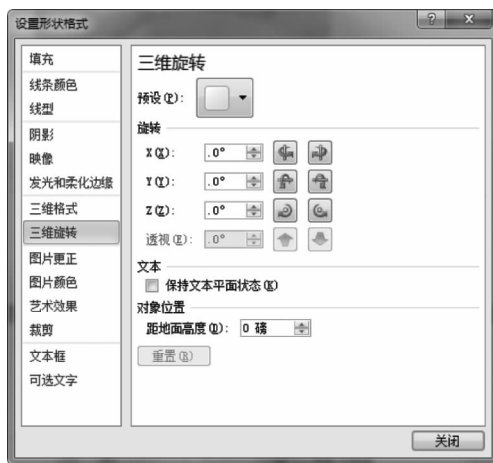 设置形状格式
填充
线条颜色
线型
阴影
映像
发光和柔化边缘
三维格式
三维旋转
图片更正
图片颜色
艺术效果
裁剪
文本框
可选文字
三维旋转
预设(P):
旋转
X(X): .0°
Y(Y): .0°
Z(Z): .0°
透视(E): .0°
文本
保持文本平面状态(K)
对象位置
距地面高度(D): 0 磅
重置(R)
关闭